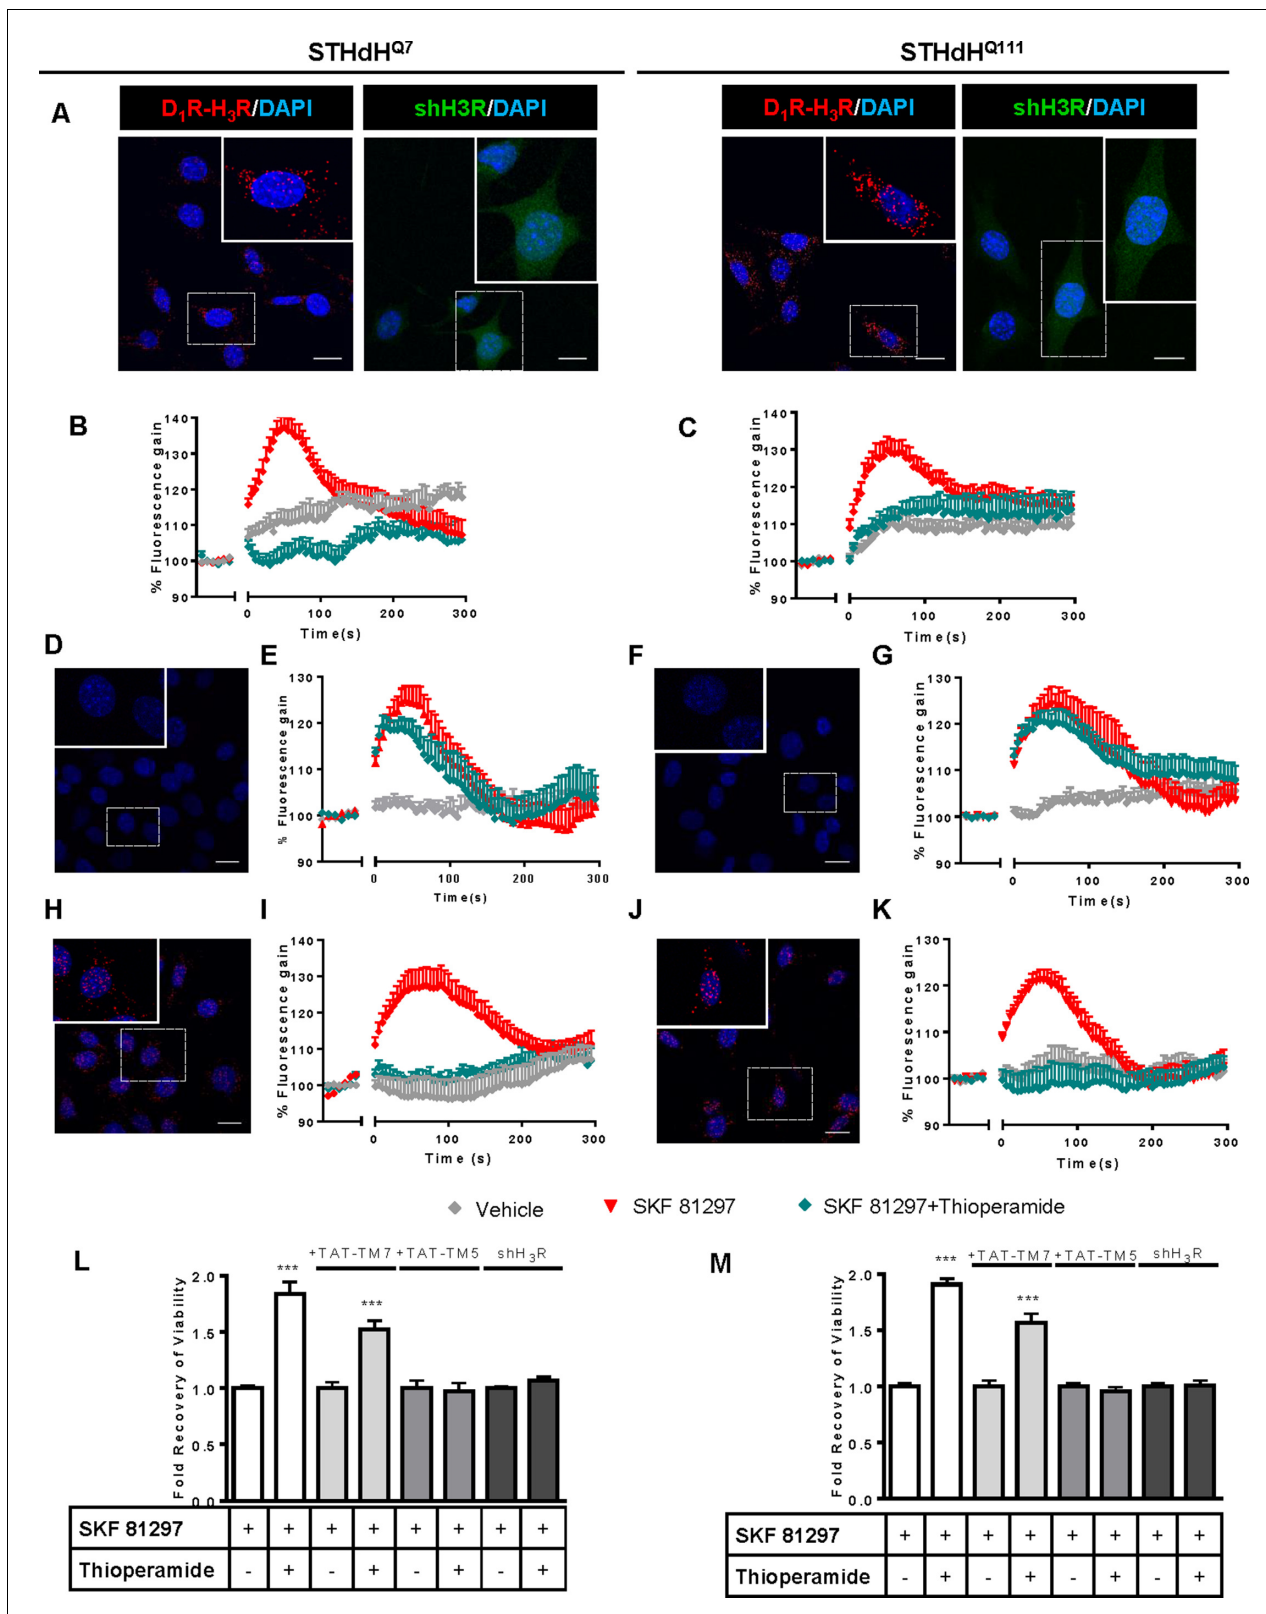 STHdH^Q7 STHdH^Q111
A
D₁R-H₃R/DAPI shH3R/DAPI D₁R-H₃R/DAPI shH3R/DAPI
B
% Fluorescence gain
140
130
120
110
100
90
0 100 200 300
Time(s)
C
% Fluorescence gain
140
130
120
110
100
90
0 100 200 300
Time(s)
D
E
% Fluorescence gain
130
120
110
100
90
0 100 200 300
Time(s)
F
G
% Fluorescence gain
130
120
110
100
90
0 100 200 300
Time(s)
H
I
% Fluorescence gain
140
130
120
110
100
90
0 100 200 300
Time (s)
J
K
% Fluorescence gain
130
120
110
100
90
0 100 200 300
Time(s)
Vehicle SKF 81297 SKF 81297+Thioperamide
L
+TAT-TM7 +TAT-TM5 shH₃R
*** ***
Fold Recovery of Viability
2.0
1.5
1.0
0.5
0.0
SKF 81297 + + + + + + + +
Thioperamide - + - + - + - +
M
+TAT-TM7 +TAT-TM5 shH₃R
*** ***
Fold Recovery of Viability
2.0
1.5
1.0
0.5
0.0
SKF 81297 + + + + + + + +
Thioperamide - + - + - + - +